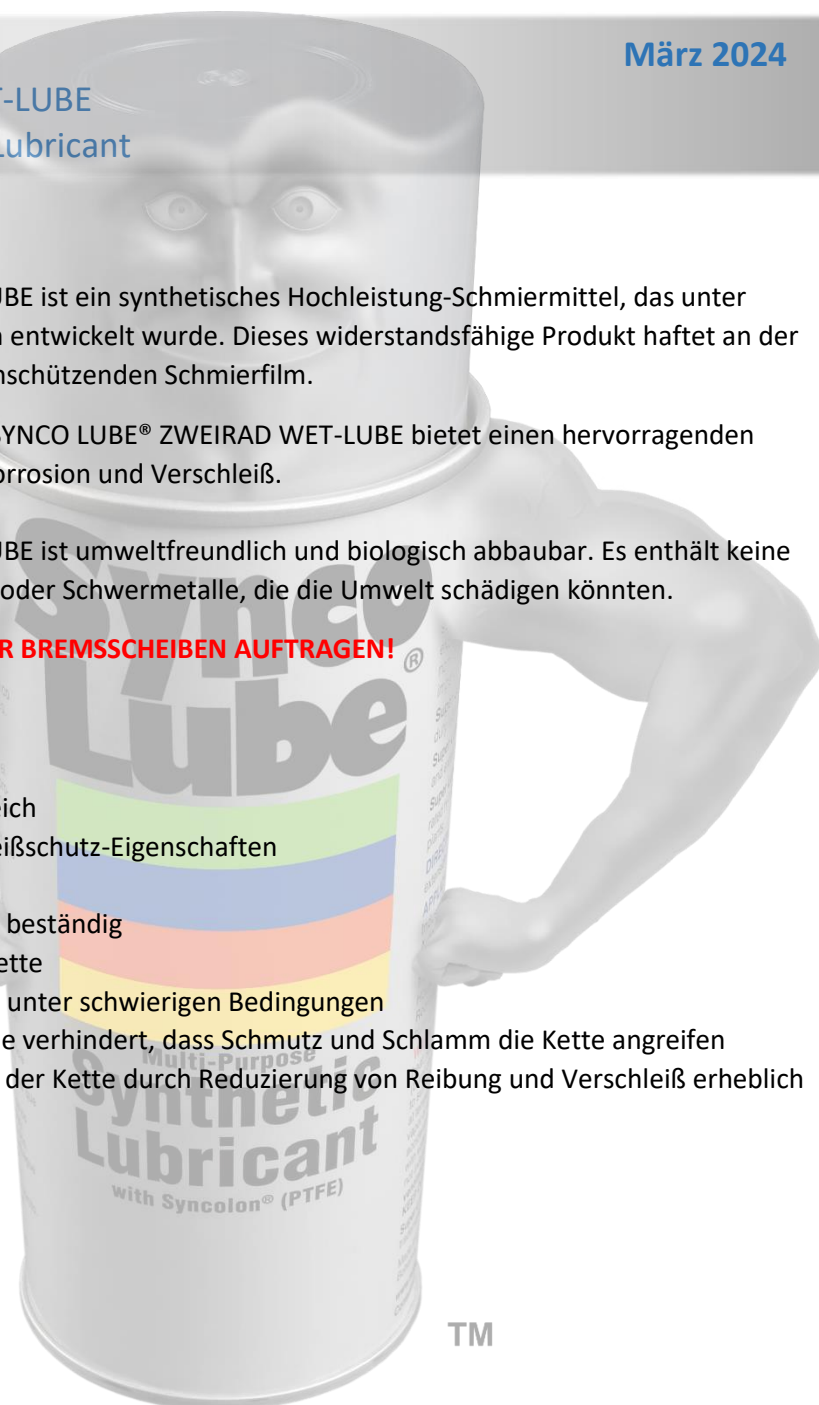 März 2024
T-LUBE
Lubricant
UBE ist ein synthetisches Hochleistung-Schmiermittel, das unter
entwickelt wurde. Dieses widerstandsfähige Produkt haftet an der
nschützenden Schmierfilm.
SYNCO LUBE® ZWEIRAD WET-LUBE bietet einen hervorragenden
orrosion und Verschleiß.
UBE ist umweltfreundlich und biologisch abbaubar. Es enthält keine
oder Schwermetalle, die die Umwelt schädigen könnten.
R BREMSSCHEIBEN AUFTRAGEN!
Synco
Lube®
eich
eißschutz-Eigenschaften
beständig
ette
unter schwierigen Bedingungen
e verhindert, dass Schmutz und Schlamm die Kette angreifen
der Kette durch Reduzierung von Reibung und Verschleiß erheblich
Multi-Purpose
Synthetic
Lubricant
with Syncolon® (PTFE)
TM